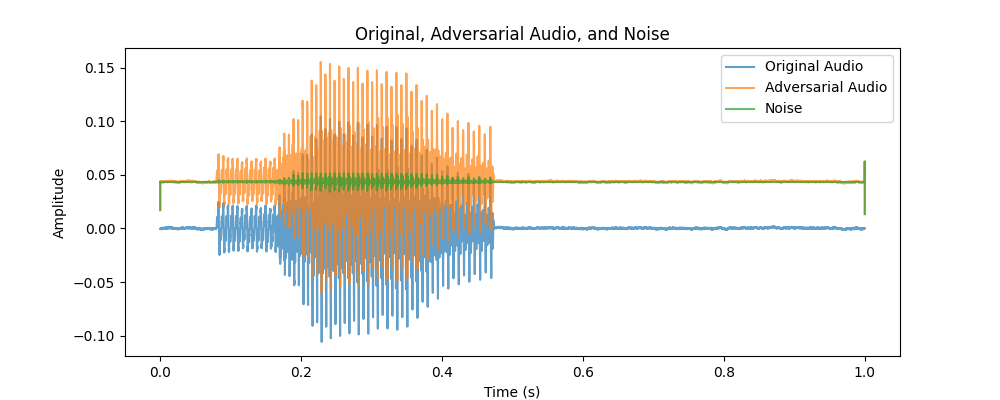 Original, Adversarial Audio, and Noise
Original Audio
Adversarial Audio
Noise
Amplitude
0.15
0.10
0.05
0.00
−0.05
−0.10
0.0 0.2 0.4 0.6 0.8 1.0
Time (s)